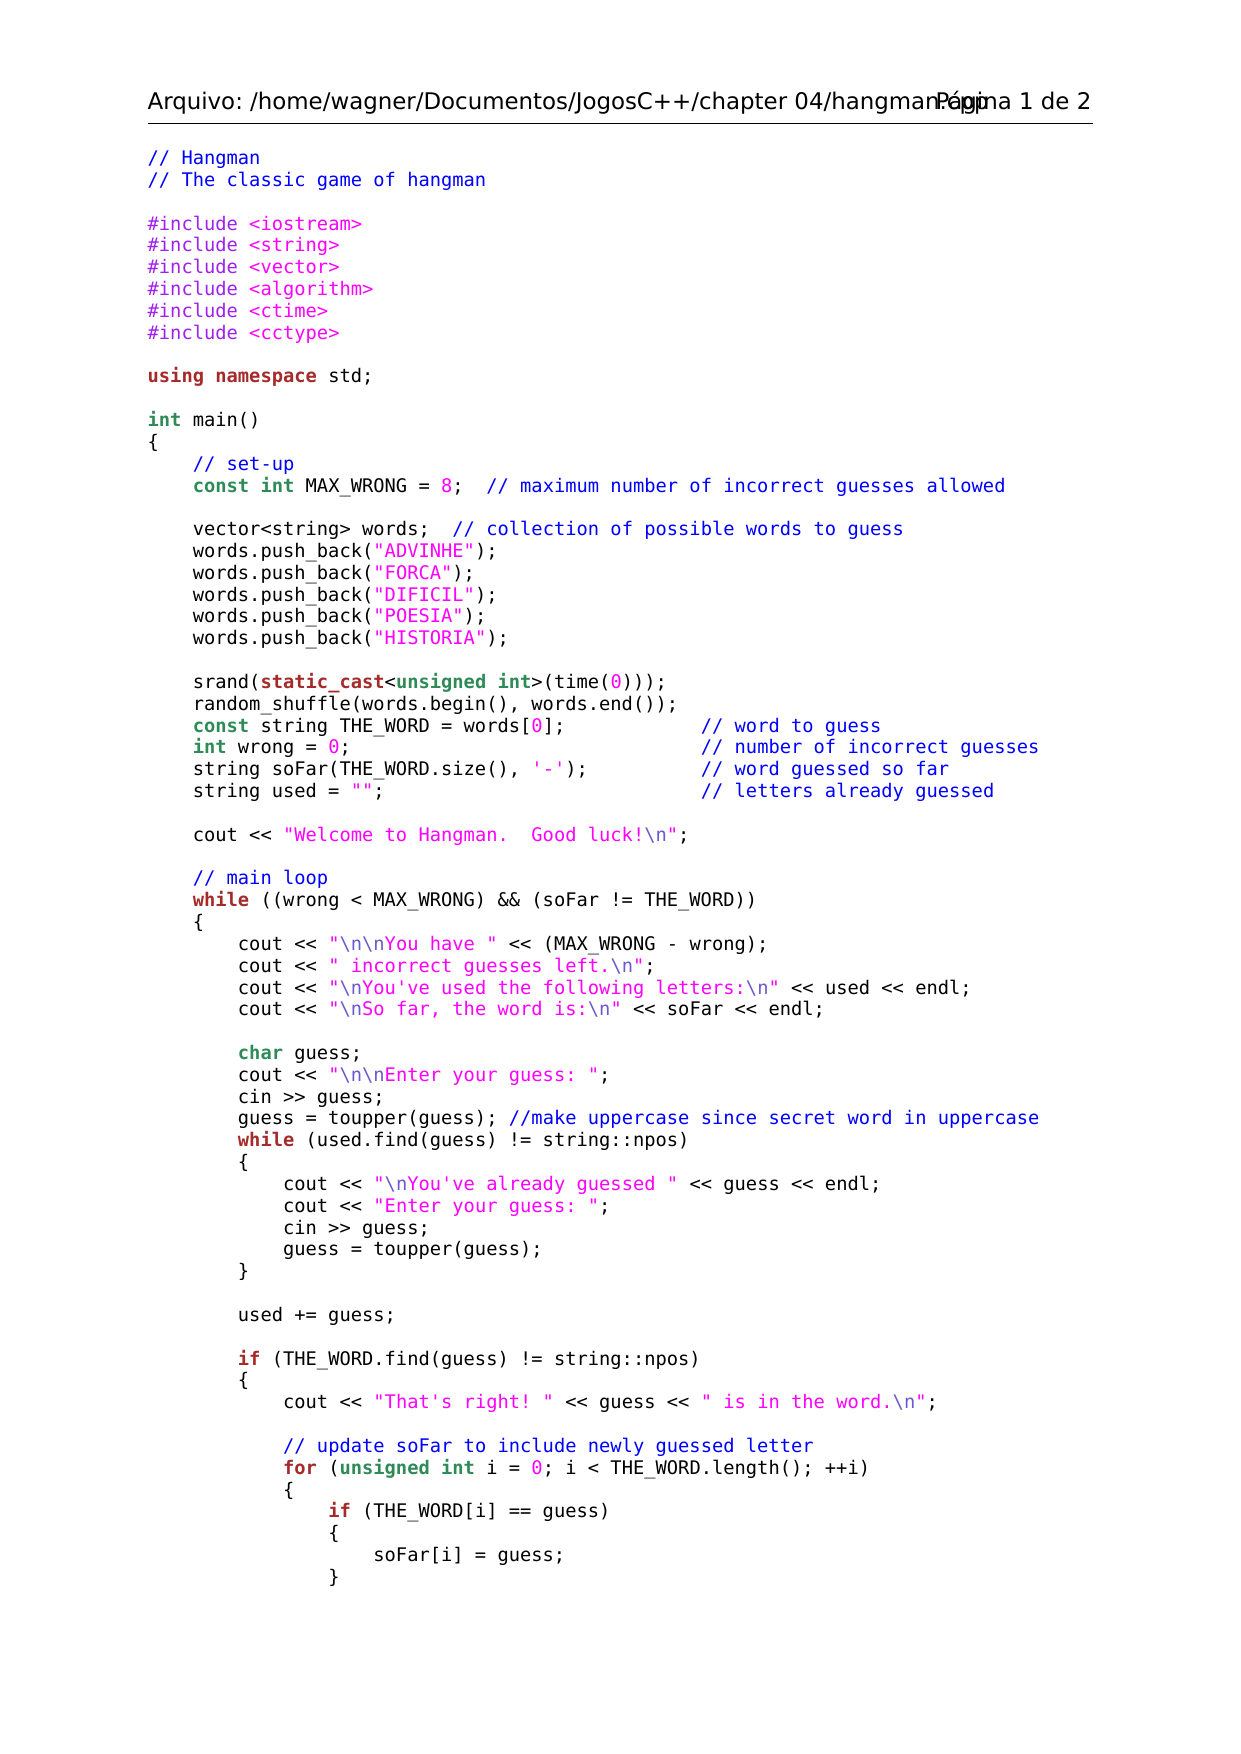 Arquivo: /home/wagner/Documentos/JogosC++/chapter 04/hangman.cpp Página 1 de 2
// Hangman
// The classic game of hangman

#include <iostream>
#include <string>
#include <vector>
#include <algorithm>
#include <ctime>
#include <cctype>

using namespace std;

int main()
{
    // set-up
    const int MAX_WRONG = 8;  // maximum number of incorrect guesses allowed

    vector<string> words;  // collection of possible words to guess
    words.push_back("ADVINHE");
    words.push_back("FORCA");
    words.push_back("DIFICIL");
    words.push_back("POESIA");
    words.push_back("HISTORIA");

    srand(static_cast<unsigned int>(time(0)));
    random_shuffle(words.begin(), words.end());
    const string THE_WORD = words[0];            // word to guess
    int wrong = 0;                               // number of incorrect guesses
    string soFar(THE_WORD.size(), '-');          // word guessed so far
    string used = "";                            // letters already guessed

    cout << "Welcome to Hangman.  Good luck!\n";

    // main loop
    while ((wrong < MAX_WRONG) && (soFar != THE_WORD))
    {
        cout << "\n\nYou have " << (MAX_WRONG - wrong);
        cout << " incorrect guesses left.\n";
        cout << "\nYou've used the following letters:\n" << used << endl;
        cout << "\nSo far, the word is:\n" << soFar << endl;

        char guess;
        cout << "\n\nEnter your guess: ";
        cin >> guess;
        guess = toupper(guess); //make uppercase since secret word in uppercase
        while (used.find(guess) != string::npos)
        {
            cout << "\nYou've already guessed " << guess << endl;
            cout << "Enter your guess: ";
            cin >> guess;
            guess = toupper(guess);
        }

        used += guess;

        if (THE_WORD.find(guess) != string::npos)
        {
            cout << "That's right! " << guess << " is in the word.\n";

            // update soFar to include newly guessed letter
            for (unsigned int i = 0; i < THE_WORD.length(); ++i)
            {
                if (THE_WORD[i] == guess)
                {
                    soFar[i] = guess;
                }